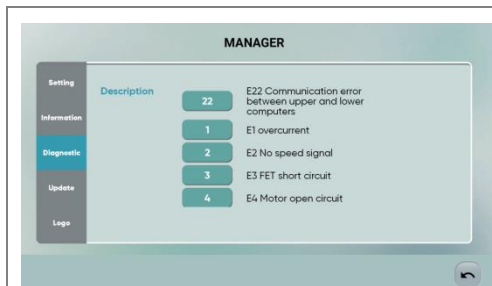 MANAGER
Setting
Information
Diagnostic
Update
Logo
Description
22
E22 Communication error
between upper and lower
computers
1
E1 overcurrent
2
E2 No speed signal
3
E3 FET short circuit
4
E4 Motor open circuit